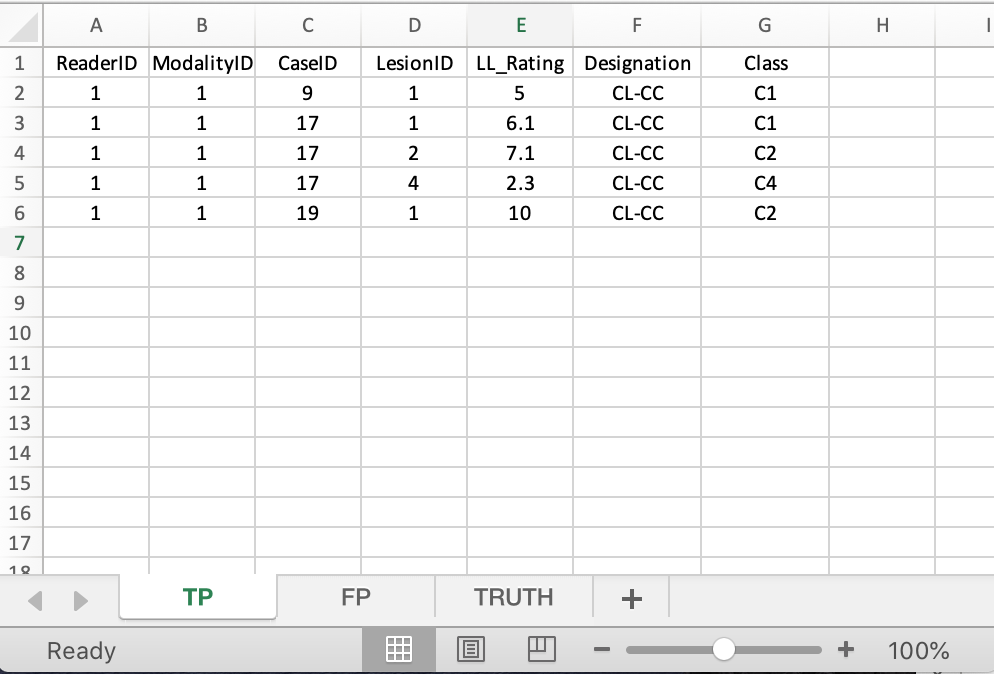 A B C D E F G H I
1 ReaderID ModalityID CaseID LesionID LL_Rating Designation Class
2 1 1 9 1 5 CL-CC C1
3 1 1 17 1 6.1 CL-CC C1
4 1 1 17 2 7.1 CL-CC C2
5 1 1 17 4 2.3 CL-CC C4
6 1 1 19 1 10 CL-CC C2
7
8
9
10
11
12
13
14
15
16
17
18
TP FP TRUTH +
Ready - + 100%